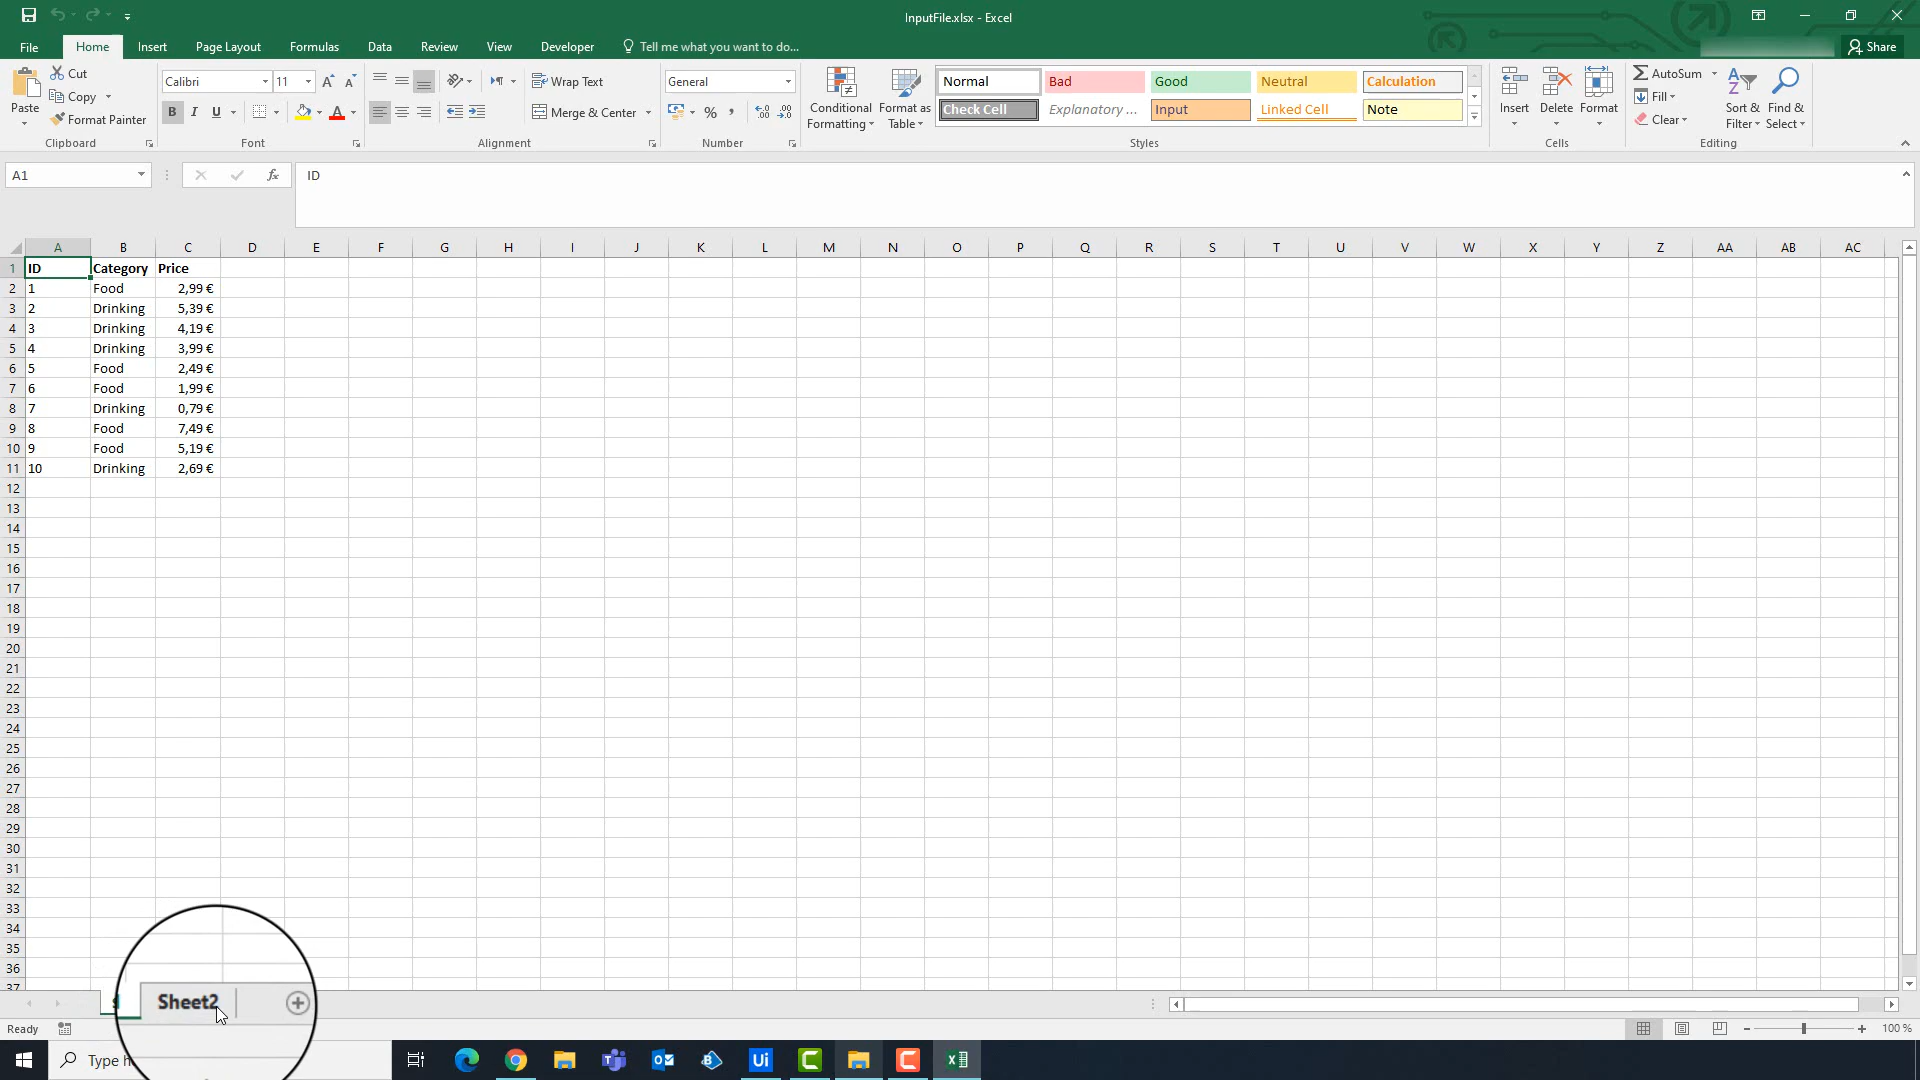 InputFile.xlsx - Excel
File Home Insert Page Layout Formulas Data Review View Developer Tell me what you want to do... Share
Paste Cut Copy Format Painter
Clipboard
Calibri 11
B I U
Font
Wrap Text
Merge & Center
Alignment
General
%
Number
Conditional Formatting
Format as Table
Normal Bad Good Neutral Calculation
Check Cell Explanatory ... Input Linked Cell Note
Styles
Insert Delete Format
Cells
AutoSum
Fill
Clear
Sort & Filter
Find & Select
Editing
A1 fx ID
A B C D E F G H I J K L M N O P Q R S T U V W X Y Z AA AB AC
1 ID Category Price
2 1 Food 2,99 €
3 2 Drinking 5,39 €
4 3 Drinking 4,19 €
5 4 Drinking 3,99 €
6 5 Food 2,49 €
7 6 Food 1,99 €
8 7 Drinking 0,79 €
9 8 Food 7,49 €
10 9 Food 5,19 €
11 10 Drinking 2,69 €
12
13
14
15
16
17
18
19
20
21
22
23
24
25
26
27
28
29
30
31
32
33
34
35
36
37
Sheet2
Ready
100 %
Type
Ui